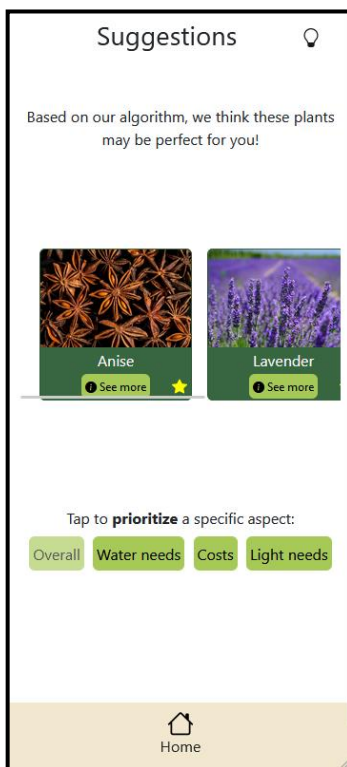 Suggestions
Based on our algorithm, we think these plants
may be perfect for you!
Anise
See more
Lavender
See more
Tap to prioritize a specific aspect:
Overall
Water needs
Costs
Light needs
Home